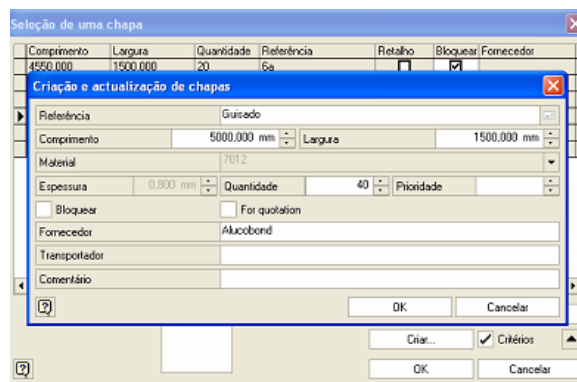 Seleção de uma chapa
Comprimento Largura Quantidade Referência Retalho Bloquear Fornecedor
4550,000 1500,000 20 6a
Criação e actualização de chapas
Referência Guisado
Comprimento 5000,000 mm Largura 1500,000 mm
Material 7012
Espessura 0,800 mm Quantidade 40 Prioridade
Bloquear For quotation
Fornecedor Alucobond
Transportador
Comentário
OK Cancelar
Criar... Critérios
OK Cancelar